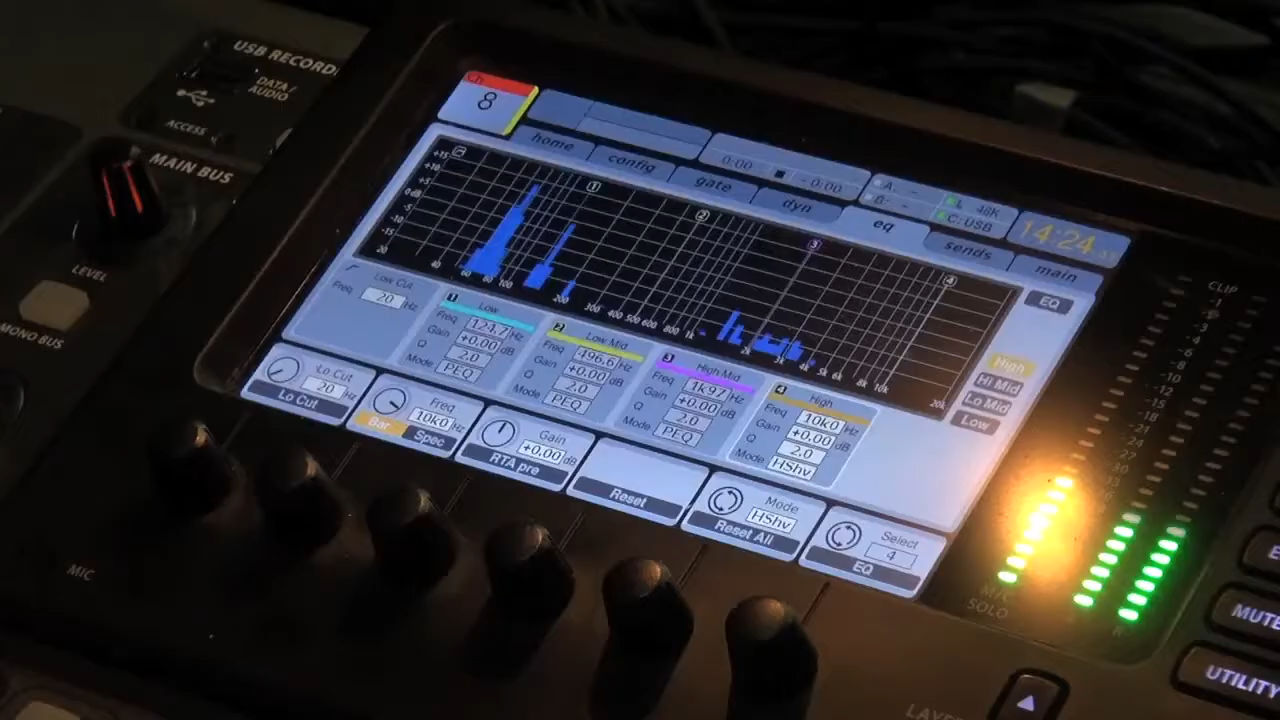 USB RECORD
DATA /
AUDIO
ACCESS
MAIN BUS
LEVEL
MONO BUS
MIC
Ch
8
0:00
-0:00
A: -
B: -
L 48K
C: USB
14:24
home
config
gate
dyn
eq
sends
main
+15
+10
+5
0dB
-5
-10
-15
1
2
3
4
20
40
60
80
100
200
300
400
500
600
800
1k
2k
3k
4k
5k
6k
8k
10k
20k
EQ
High
Hi Mid
Lo Mid
Low
Low Cut
Freq 20 Hz
1 Low
Freq 124.7 Hz
Gain +0.00 dB
Q 2.0
Mode PEQ
2 Low Mid
Freq 496.6 Hz
Gain +0.00 dB
Q 2.0
Mode PEQ
3 High Mid
Freq 1k97 Hz
Gain +0.00 dB
Q 2.0
Mode PEQ
4 High
Freq 10k0 Hz
Gain +0.00 dB
Q 2.0
Mode HShv
Lo Cut
20 Hz
Lo Cut
Freq
10k0 Hz
Bar
Spec
Gain
+0.00 dB
RTA pre
Reset
Mode
HShv
Reset All
Select
4
EQ
CLIP
SOLO
R
MUTE
UTILITY
LAYE